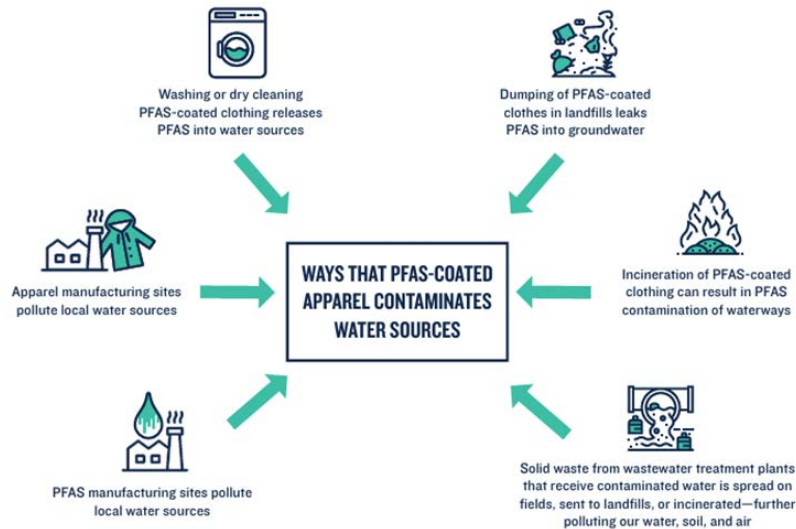 Washing or dry cleaning
PFAS-coated clothing releases
PFAS into water sources
Dumping of PFAS-coated
clothes in landfills leaks
PFAS into groundwater
Apparel manufacturing sites
pollute local water sources
WAYS THAT PFAS-COATED
APPAREL CONTAMINATES
WATER SOURCES
Incineration of PFAS-coated
clothing can result in PFAS
contamination of waterways
PFAS manufacturing sites pollute
local water sources
Solid waste from wastewater treatment plants
that receive contaminated water is spread on
fields, sent to landfills, or incinerated—further
polluting our water, soil, and air